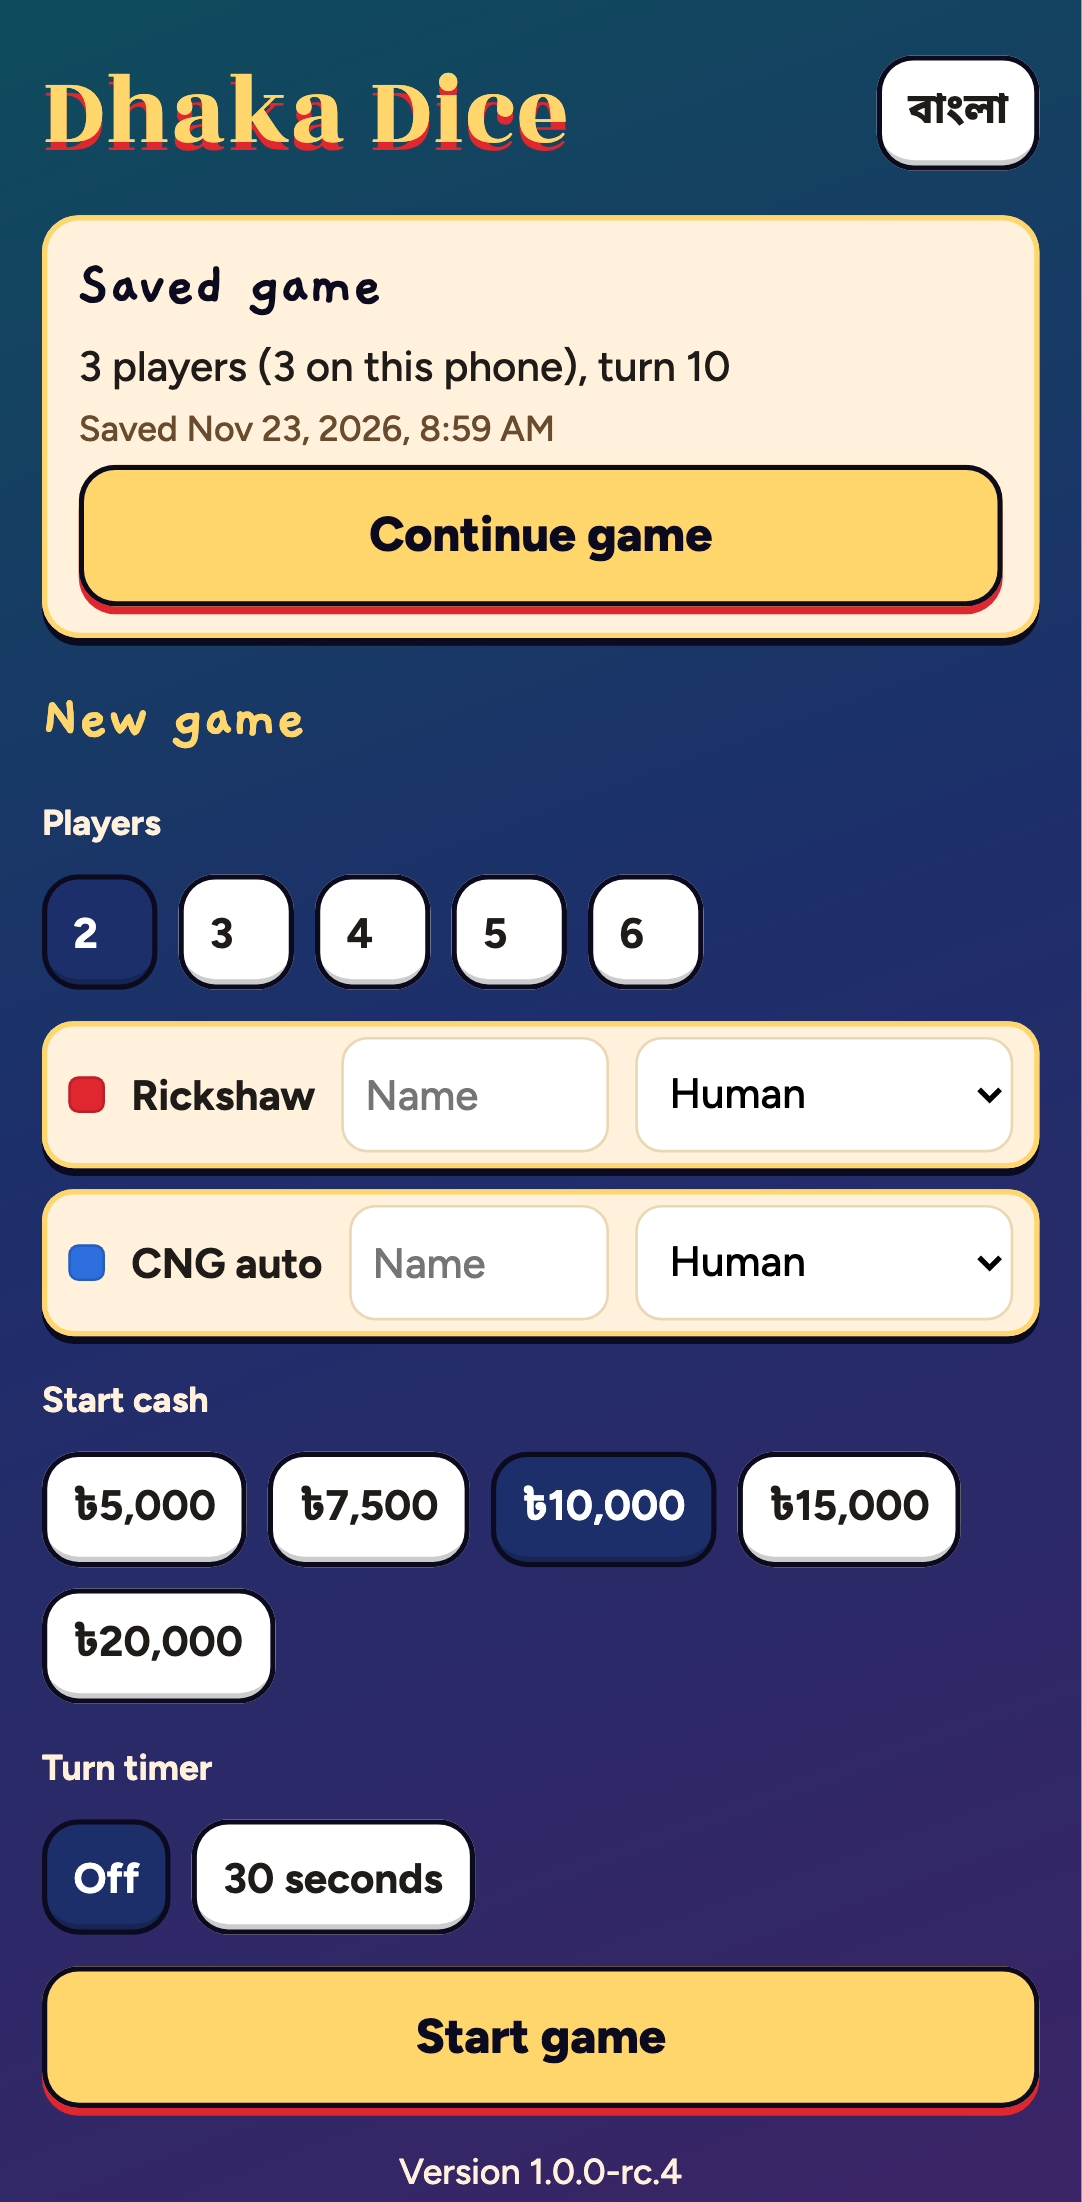 Dhaka Dice
বাংলা
Saved game
3 players (3 on this phone), turn 10
Saved Nov 23, 2026, 8:59 AM
Continue game
New game
Players
2 3 4 5 6
Rickshaw Name Human
CNG auto Name Human
Start cash
৳5,000 ৳7,500 ৳10,000 ৳15,000
৳20,000
Turn timer
Off 30 seconds
Start game
Version 1.0.0-rc.4